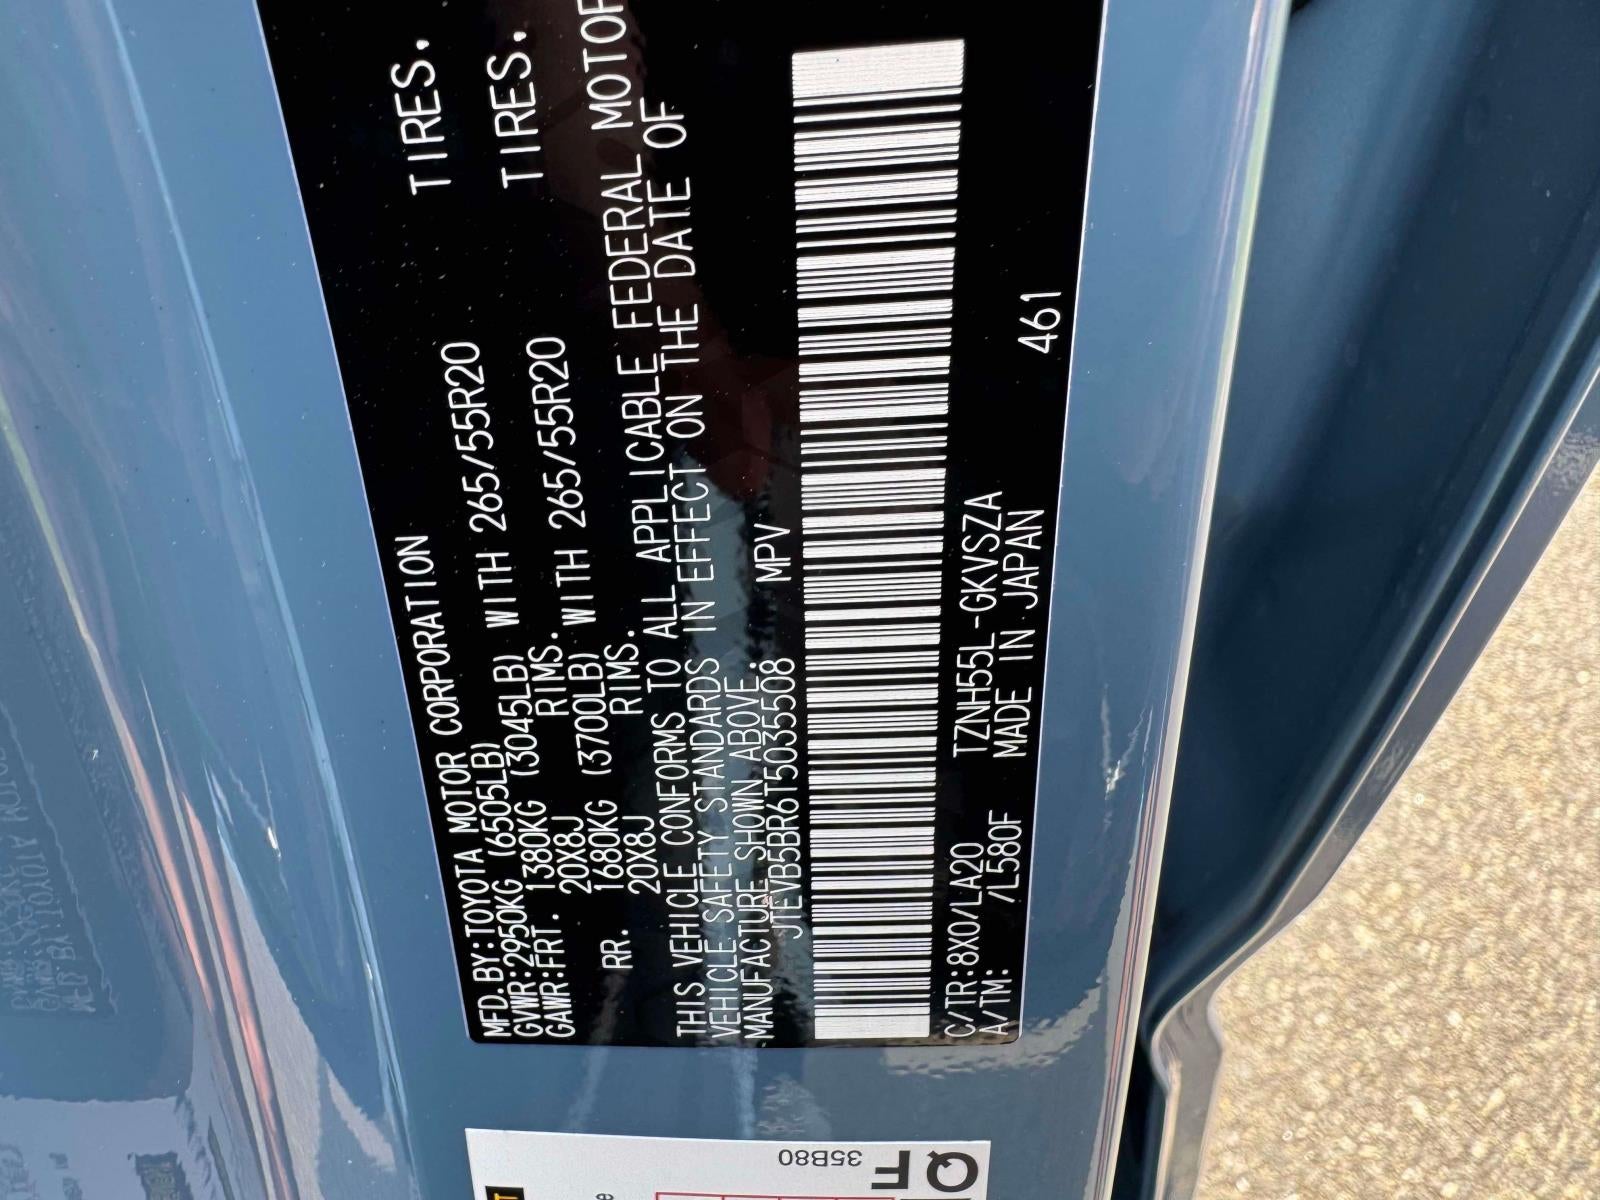 MFD.BY:TOYOTA MOTOR CORPORATION
GVWR:2950KG (6505LB)
GAWR:FRT. 1380KG (3045LB) WITH 265/55R20 TIRES.
20X8J RIMS.
RR. 1680KG (3700LB) WITH 265/55R20 TIRES.
20X8J RIMS.
THIS VEHICLE CONFORMS TO ALL APPLICABLE FEDERAL MOTOR
VEHICLE SAFETY STANDARDS IN EFFECT ON THE DATE OF
MANUFACTURE SHOWN ABOVE.
JTEVB5BR6T5035508 MPV
C/TR:8X0/LA20 TZNH55L-GKVSZA
A/TM: /L580F MADE IN JAPAN 461
35B80
QF